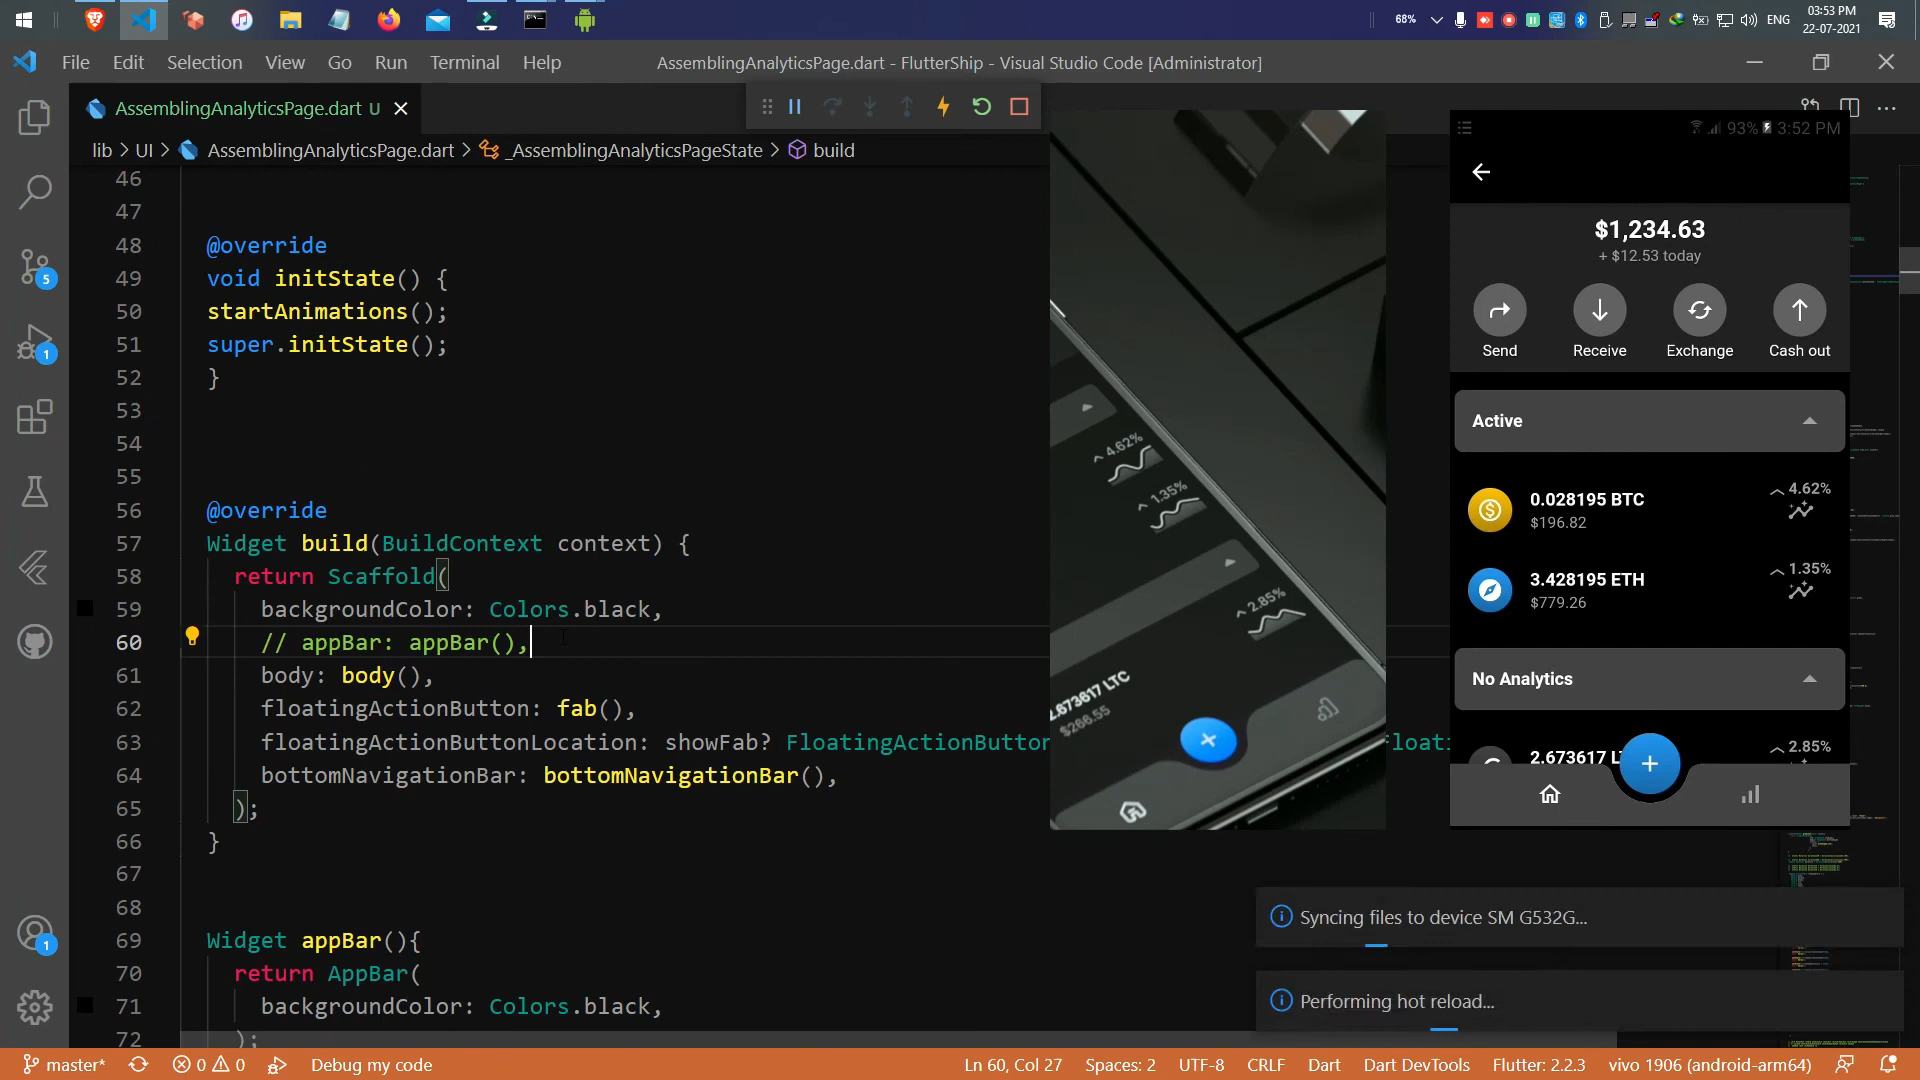 68%
ENG
03:53 PM
22-07-2021
File Edit Selection View Go Run Terminal Help
AssemblingAnalyticsPage.dart - FlutterShip - Visual Studio Code [Administrator]
AssemblingAnalyticsPage.dart U
lib > UI > AssemblingAnalyticsPage.dart > _AssemblingAnalyticsPageState > build
46
47
48 @override
49 void initState() {
50 startAnimations();
51 super.initState();
52 }
53
54
55
56 @override
57 Widget build(BuildContext context) {
58 return Scaffold(
59 backgroundColor: Colors.black,
60 // appBar: appBar(),
61 body: body(),
62 floatingActionButton: fab(),
63 floatingActionButtonLocation: showFab? FloatingActionButton
64 bottomNavigationBar: bottomNavigationBar(),
65 );
66 }
67
68
69 Widget appBar(){
70 return AppBar(
71 backgroundColor: Colors.black,
72 );
5
1
1
4.62%
1.35%
2.85%
2.673617 LTC
$266.55
93% 3:52 PM
$1,234.63
+ $12.53 today
Send Receive Exchange Cash out
Active
0.028195 BTC
$196.82
4.62%
3.428195 ETH
$779.26
1.35%
No Analytics
2.673617
2.85%
Syncing files to device SM G532G...
Performing hot reload...
master* 0 0 Debug my code
Ln 60, Col 27 Spaces: 2 UTF-8 CRLF Dart Dart DevTools Flutter: 2.2.3 vivo 1906 (android-arm64)